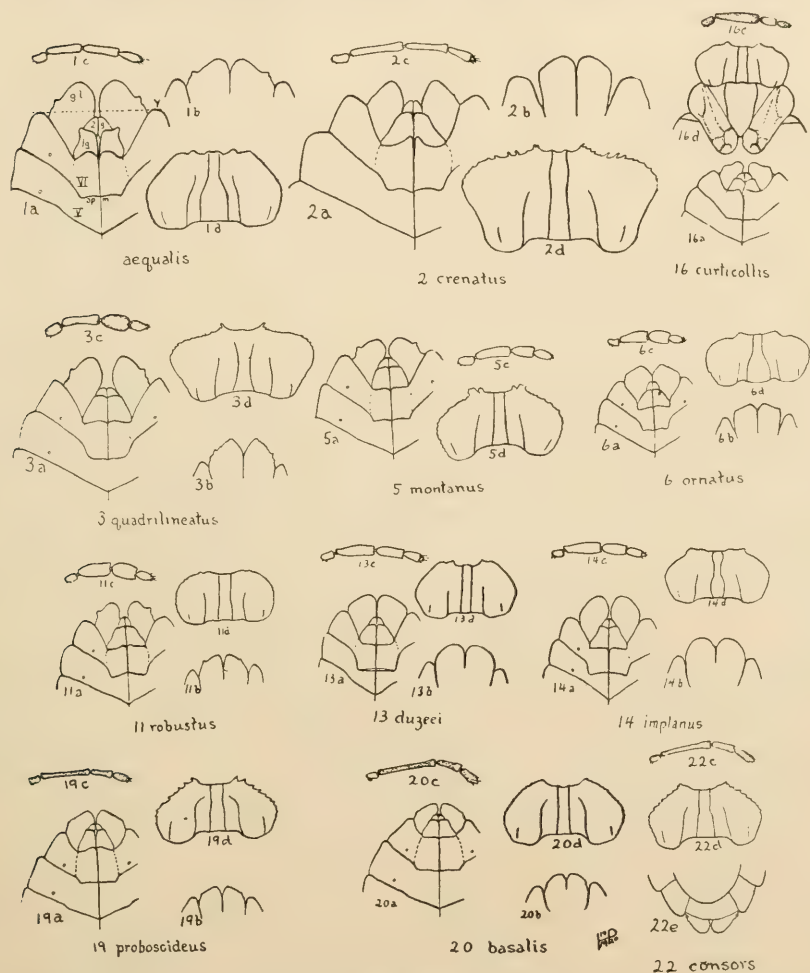 1c
gl
Y
2g
1g
VI
ap m
V
1a
1b
1d
aequalis
2c
2b
2a
2d
2 crenatus
16c
16d
16a
16 curticollis
3c
3d
3a
3b
3 quadrilineatus
5c
5a
5d
5 montanus
6c
6d
6a
6b
6 ornatus
11c
11d
11a
11b
11 robustus
13c
13d
13a
13b
13 duzeei
14c
14d
14a
14b
14 implanus
19c
19d
19a
19b
19 proboscideus
20c
20d
20a
20b
20 basalis
22c
22d
22e
22 consors